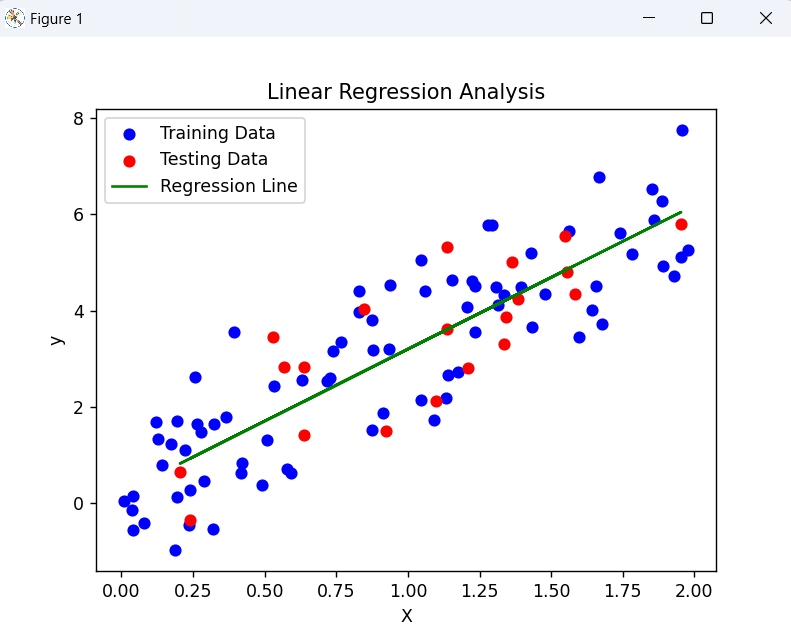 Figure 1
Linear Regression Analysis
Training Data
Testing Data
Regression Line
8
6
4
2
0
y
0.00 0.25 0.50 0.75 1.00 1.25 1.50 1.75 2.00
X